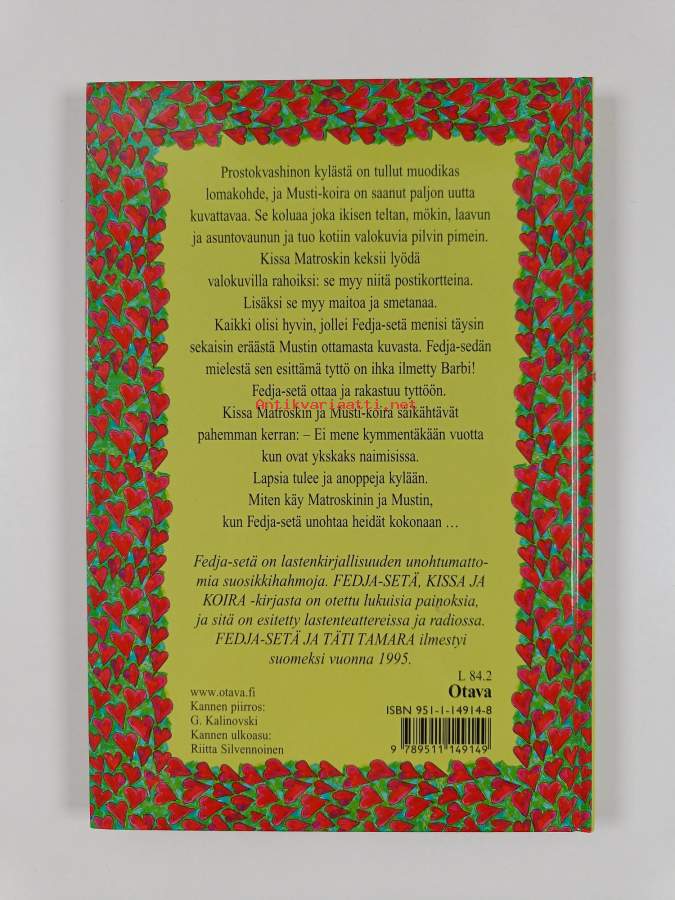 Prostokvashinon kylästä on tullut muodikas
lomakohde, ja Musti-koira on saanut paljon uutta
kuvattavaa. Se koluaa joka ikisen teltan, mökin, laavun
ja asuntovaunun ja tuo kotiin valokuvia pilvin pimein.
Kissa Matroskin keksii lyödä
valokuvilla rahoiksi: se myy niitä postikortteina.
Lisäksi se myy maitoa ja smetanaa.
Kaikki olisi hyvin, jollei Fedja-setä menisi täysin
sekaisin eräästä Mustin ottamasta kuvasta. Fedja-sedän
mielestä sen esittämä tyttö on ihka ilmetty Barbi!
Fedja-setä ottaa ja rakastuu tyttöön.
Antikvariaatti.net
Kissa Matroskin ja Musti-koira säikähtävät
pahemman kerran: – Ei mene kymmentäkään vuotta
kun ovat ykskaks naimisissa.
Lapsia tulee ja anoppeja kylään.
Miten käy Matroskinin ja Mustin,
kun Fedja-setä unohtaa heidät kokonaan ...
Fedja-setä on lastenkirjallisuuden unohtumatto-
mia suosikkihahmoja. FEDJA-SETÄ, KISSA JA
KOIRA -kirjasta on otettu lukuisia painoksia,
ja sitä on esitetty lastenteattereissa ja radiossa.
FEDJA-SETÄ JA TÄTI TAMARA ilmestyi
suomeksi vuonna 1995.
L 84.2
www.otava.fi
Otava
Kannen piirros:
ISBN 951-1-14914-8
G. Kalinovski
Kannen ulkoasu:
Riitta Silvennoinen
9 789511 149149